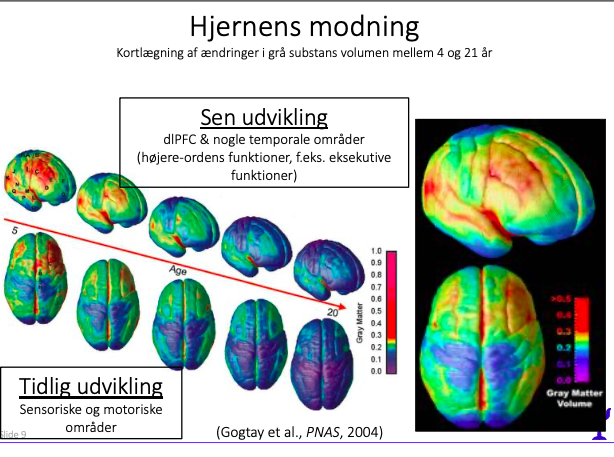 Hjernens modning
Kortlægning af ændringer i grå substans volumen mellem 4 og 21 år
Sen udvikling
dlPFC & nogle temporale områder
(højere-ordens funktioner, f.eks. eksekutive
funktioner)
5
Age
20
1.0
0.9
0.8
0.7
0.6
0.5
0.4
0.3
0.2
0.1
0.0
Gray Matter
>0.5
0.4
0.3
0.2
0.1
0.0
Gray Matter
Volume
Tidlig udvikling
Sensoriske og motoriske
områder
Slide 9
(Gogtay et al., PNAS, 2004)